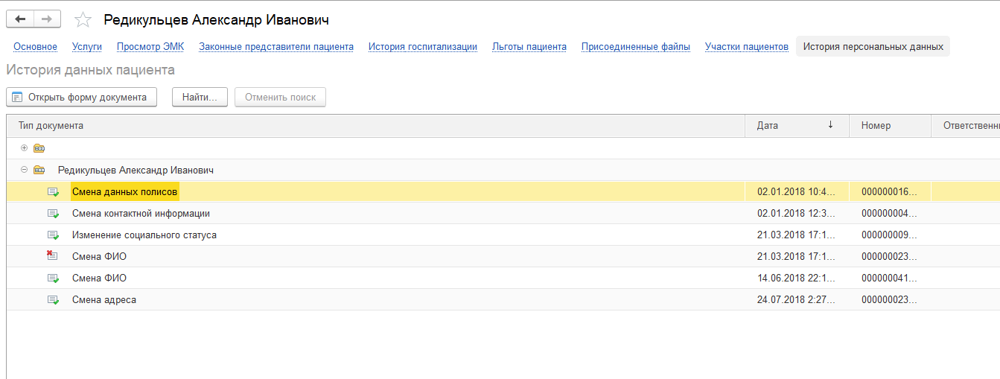 Редикульцев Александр Иванович
Основное Услуги Просмотр ЭМК Законные представители пациента История госпитализации Льготы пациента Присоединенные файлы Участки пациентов История персональных данных
История данных пациента
Открыть форму документа Найти... Отменить поиск
Тип документа Дата ↓ Номер Ответственн
Редикульцев Александр Иванович
Смена данных полисов 02.01.2018 10:4... 000000016...
Смена контактной информации 02.01.2018 12:3... 000000004...
Изменение социального статуса 21.03.2018 17:1... 000000009...
Смена ФИО 21.03.2018 17:1... 000000023...
Смена ФИО 14.06.2018 22:1... 000000041...
Смена адреса 24.07.2018 2:27... 000000023...